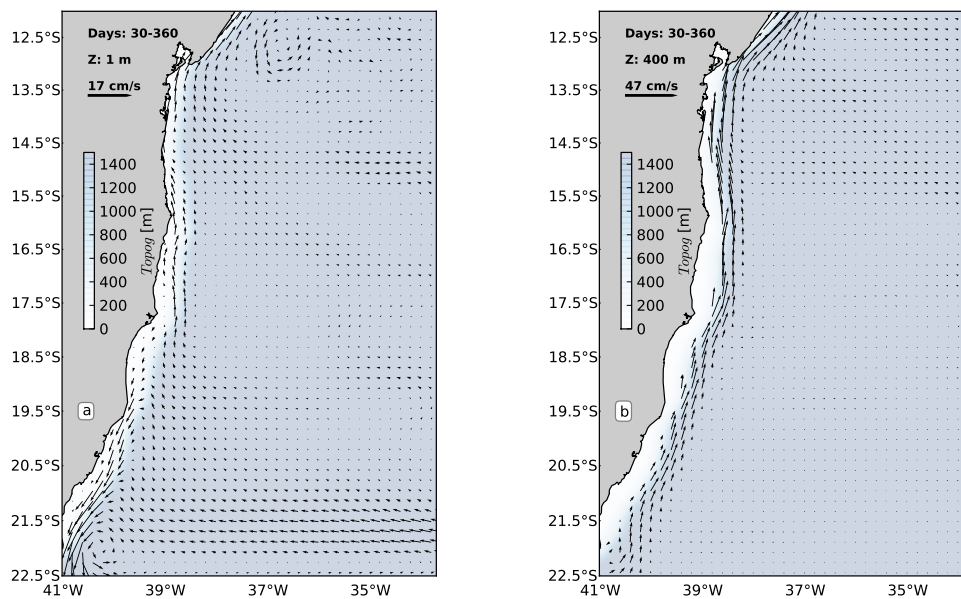 Days: 30-360
Z: 1 m
17 cm/s
12.5°S
13.5°S
14.5°S
15.5°S
16.5°S
17.5°S
18.5°S
19.5°S
20.5°S
21.5°S
22.5°S
1400
1200
1000
800
600
400
200
0
Topog [m]
a
41°W
39°W
37°W
35°W
Days: 30-360
Z: 400 m
47 cm/s
12.5°S
13.5°S
14.5°S
15.5°S
16.5°S
17.5°S
18.5°S
19.5°S
20.5°S
21.5°S
22.5°S
1400
1200
1000
800
600
400
200
0
Topog [m]
b
41°W
39°W
37°W
35°W